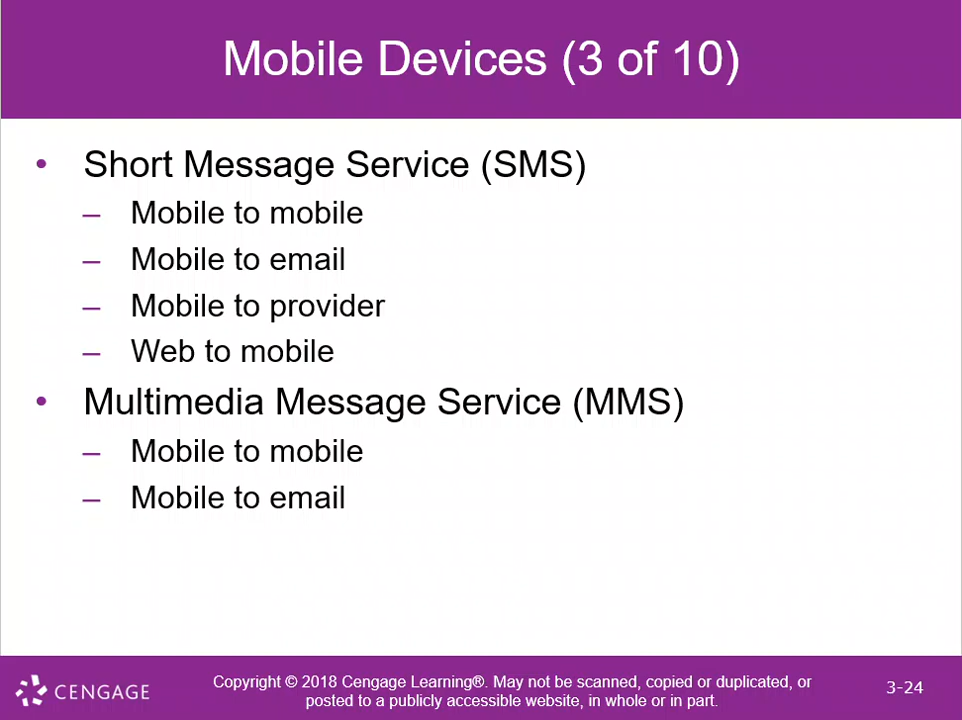 Mobile Devices (3 of 10)
• Short Message Service (SMS)
– Mobile to mobile
– Mobile to email
– Mobile to provider
– Web to mobile
• Multimedia Message Service (MMS)
– Mobile to mobile
– Mobile to email
CENGAGE
Copyright © 2018 Cengage Learning®. May not be scanned, copied or duplicated, or
posted to a publicly accessible website, in whole or in part.
3-24